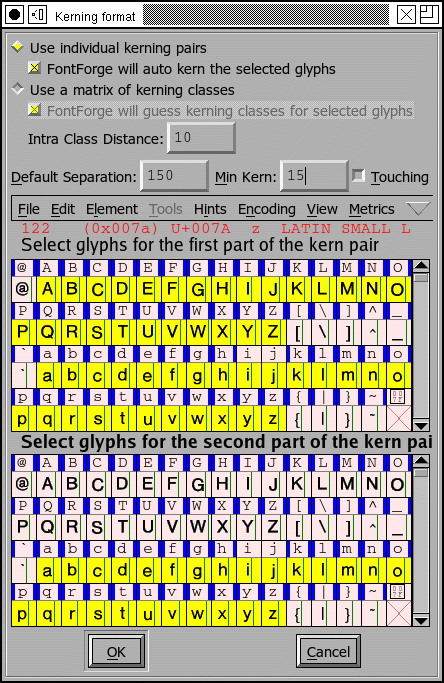 Kerning format
Use individual kerning pairs
FontForge will auto kern the selected glyphs
Use a matrix of kerning classes
FontForge will guess kerning classes for selected glyphs
Intra Class Distance: 10
Default Separation: 150 Min Kern: 15 Touching
File Edit Element Tools Hints Encoding View Metrics
122 (0x007a) U+007A z LATIN SMALL L
Select glyphs for the first part of the kern pair
@ A B C D E F G H I J K L M N O
@ A B C D E F G H I J K L M N O
P Q R S T U V W X Y Z [ \ ] ^ _
P Q R S T U V W X Y Z [ \ ] ^ _
` a b c d e f g h i j k l m n o
` a b c d e f g h i j k l m n o
p q r s t u v w x y z { | } ~
p q r s t u v w x y z { | } ~
Select glyphs for the second part of the kern pai
@ A B C D E F G H I J K L M N O
@ A B C D E F G H I J K L M N O
P Q R S T U V W X Y Z [ \ ] ^ _
P Q R S T U V W X Y Z [ \ ] ^ _
` a b c d e f g h i j k l m n o
` a b c d e f g h i j k l m n o
p q r s t u v w x y z { | } ~
p q r s t u v w x y z { | } ~
OK Cancel